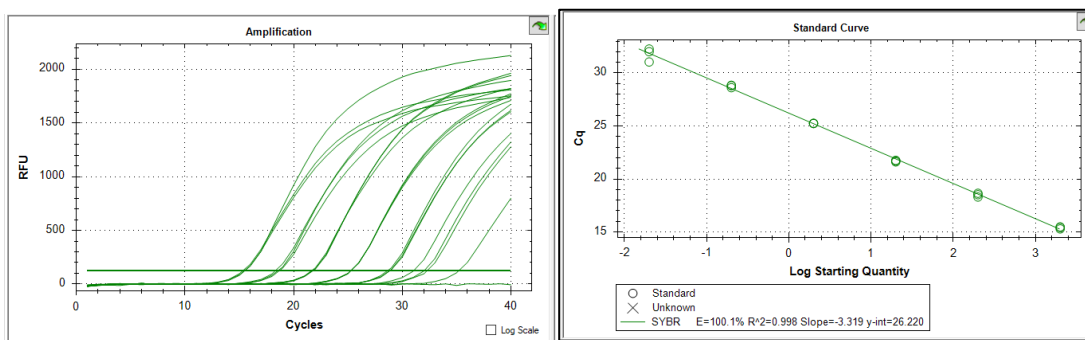 Amplification
2000
1500
1000
500
0
RFU
0 10 20 30 40
Cycles
Log Scale
Standard Curve
30
25
20
15
Cq
-2 -1 0 1 2 3
Log Starting Quantity
Standard
Unknown
SYBR E=100.1% R^2=0.998 Slope=-3.319 y-int=26.220